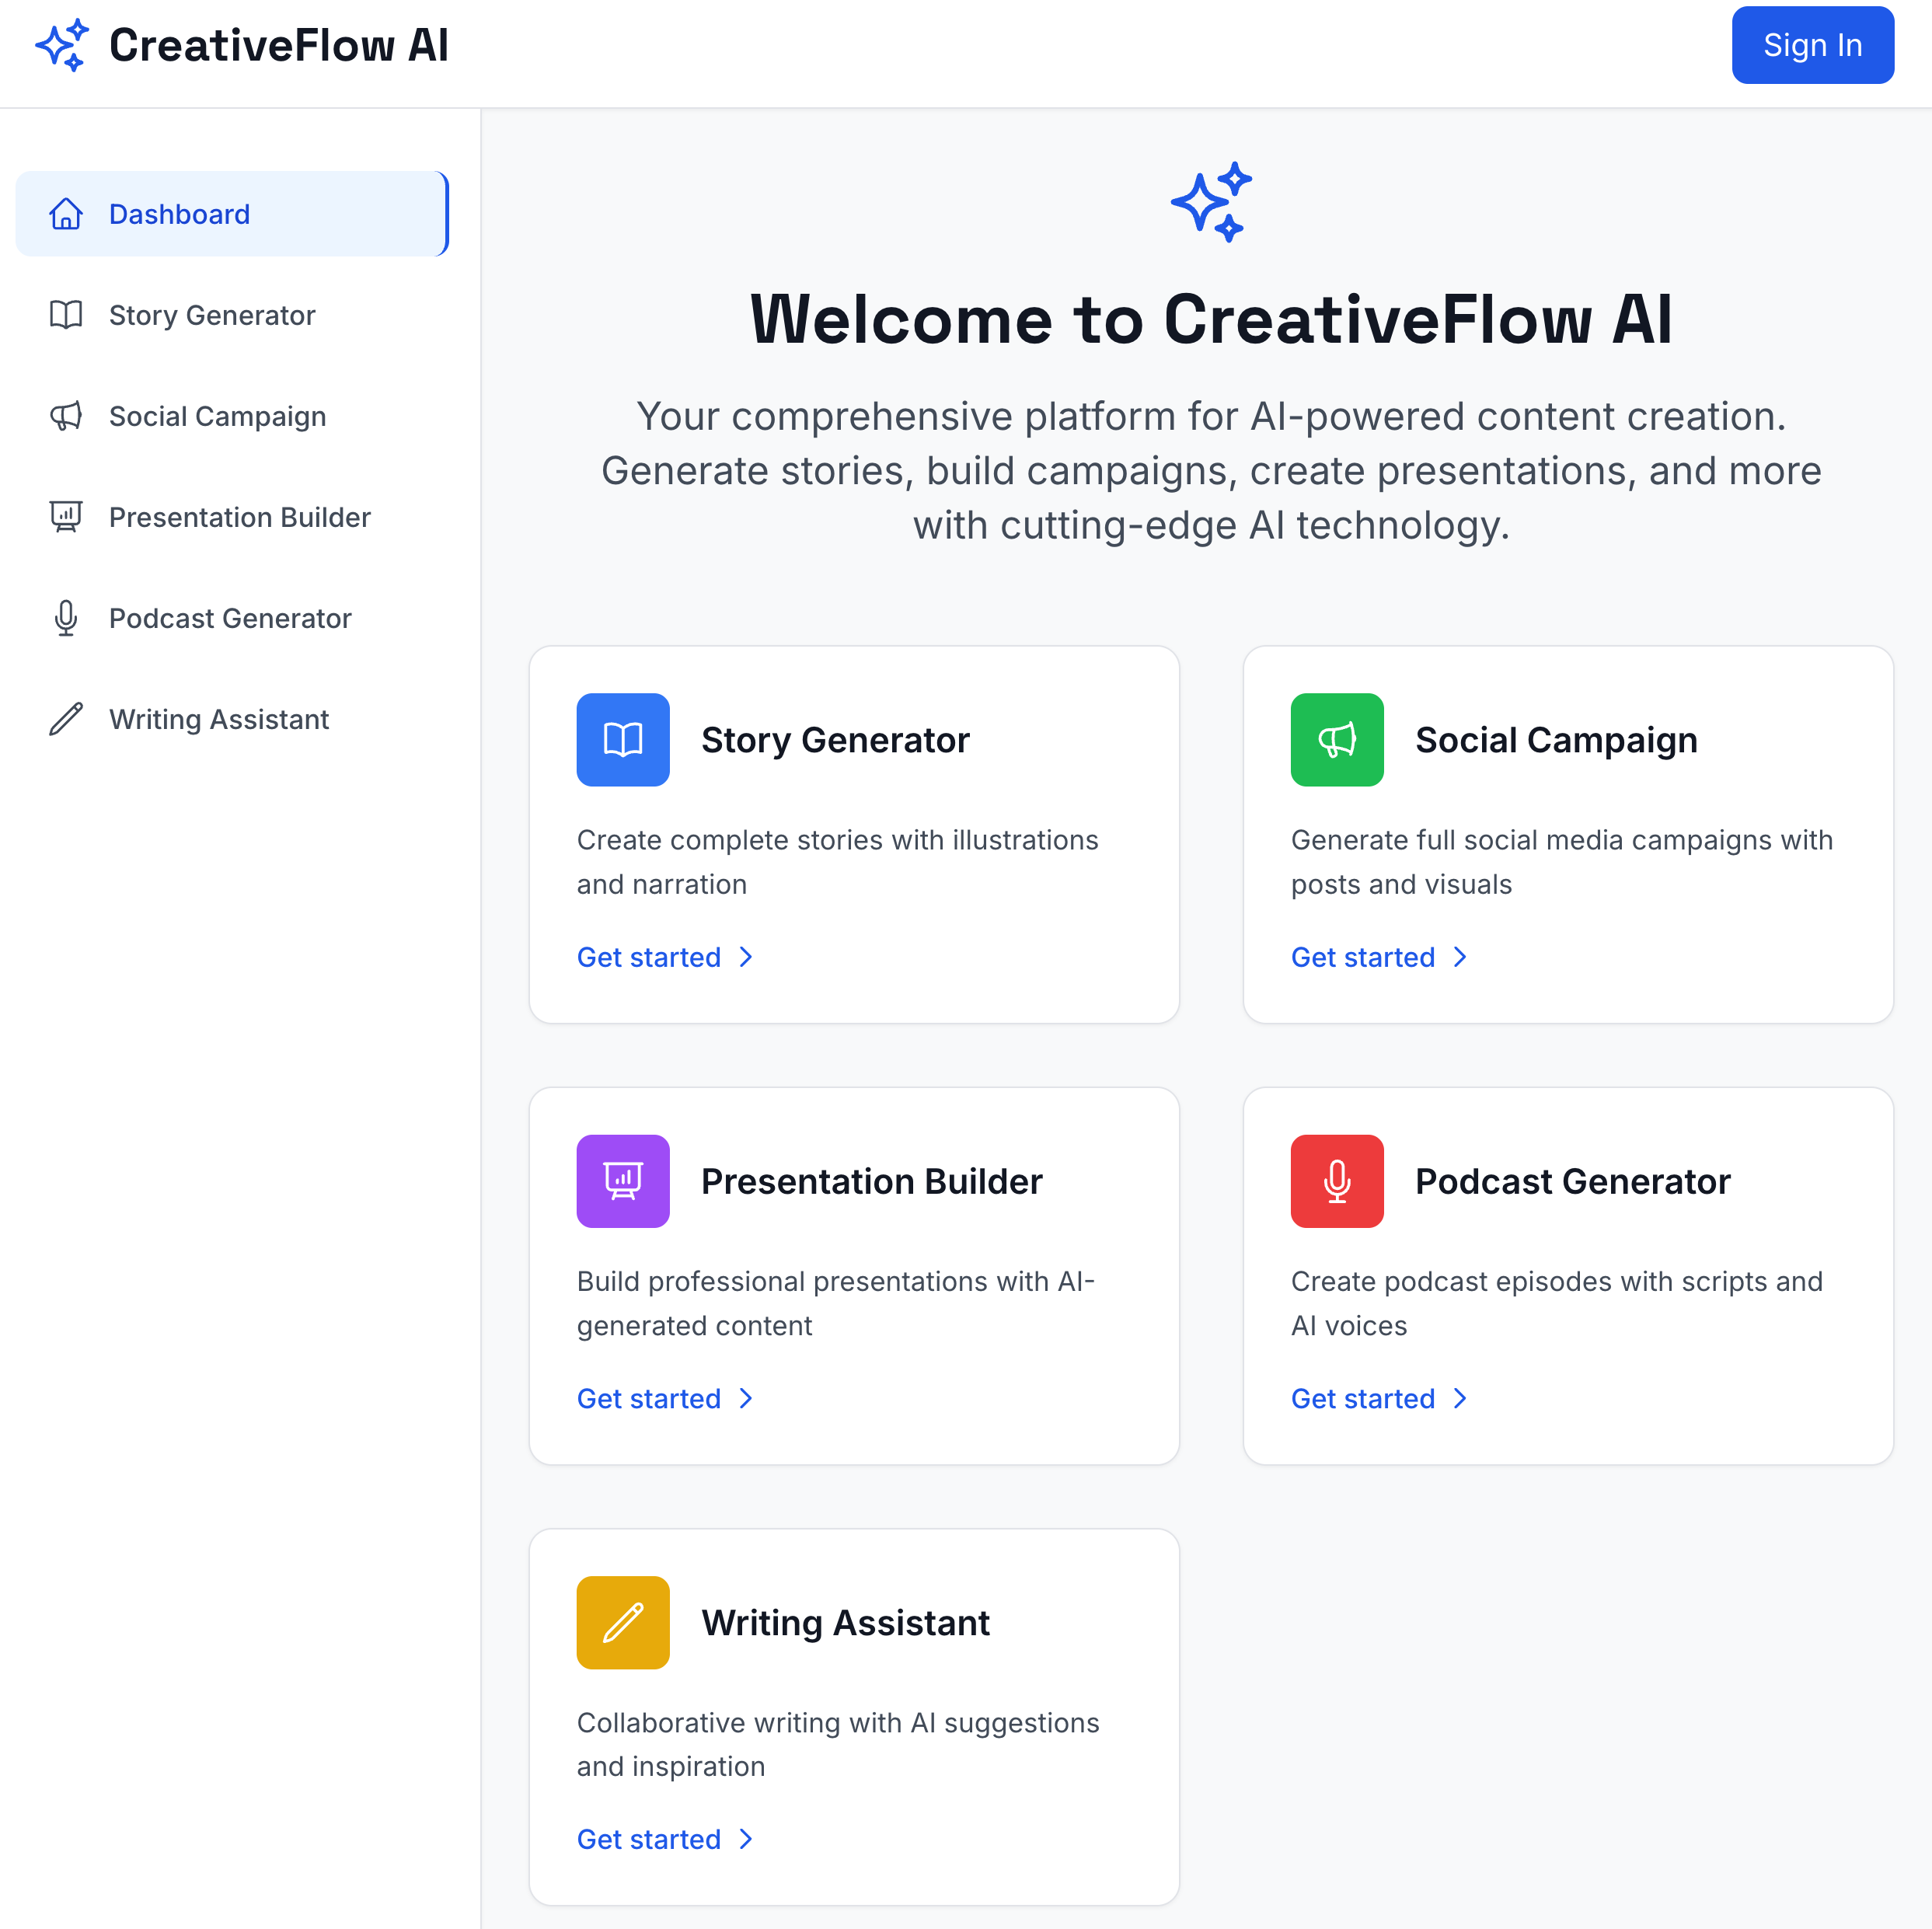 CreativeFlow AI
Sign In
Dashboard
Story Generator
Social Campaign
Presentation Builder
Podcast Generator
Writing Assistant
Welcome to CreativeFlow AI
Your comprehensive platform for AI-powered content creation.
Generate stories, build campaigns, create presentations, and more
with cutting-edge AI technology.
Story Generator
Create complete stories with illustrations
and narration
Get started
Social Campaign
Generate full social media campaigns with
posts and visuals
Get started
Presentation Builder
Build professional presentations with AI-
generated content
Get started
Podcast Generator
Create podcast episodes with scripts and
AI voices
Get started
Writing Assistant
Collaborative writing with AI suggestions
and inspiration
Get started